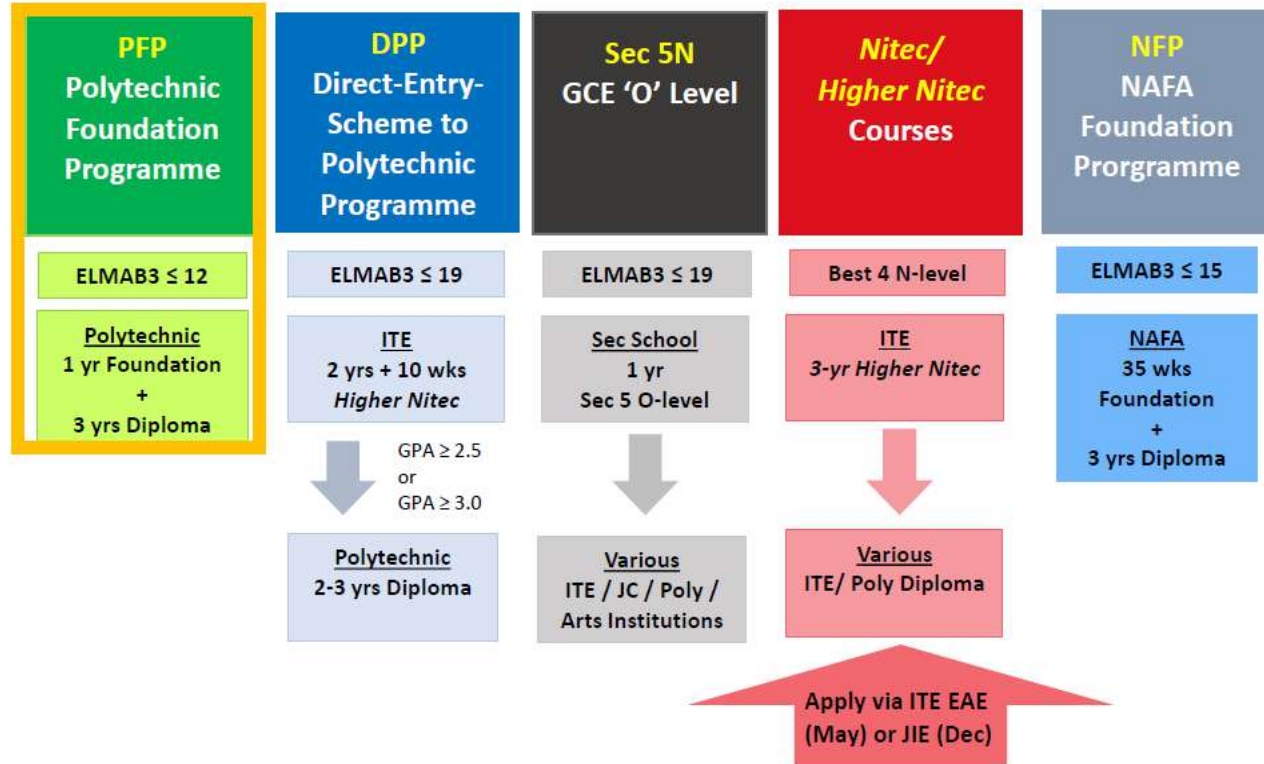 PFP
Polytechnic
Foundation
Programme
ELMAB3 ≤ 12
Polytechnic
1 yr Foundation
+
3 yrs Diploma
DPP
Direct-Entry-
Scheme to
Polytechnic
Programme
ELMAB3 ≤ 19
ITE
2 yrs + 10 wks
Higher Nitec
GPA ≥ 2.5
or
GPA ≥ 3.0
Polytechnic
2-3 yrs Diploma
Sec 5N
GCE ‘O’ Level
ELMAB3 ≤ 19
Sec School
1 yr
Sec 5 O-level
Various
ITE / JC / Poly /
Arts Institutions
Nitec/
Higher Nitec
Courses
Best 4 N-level
ITE
3-yr Higher Nitec
Various
ITE/ Poly Diploma
Apply via ITE EAE
(May) or JIE (Dec)
NFP
NAFA
Foundation
Prorgramme
ELMAB3 ≤ 15
NAFA
35 wks
Foundation
+
3 yrs Diploma